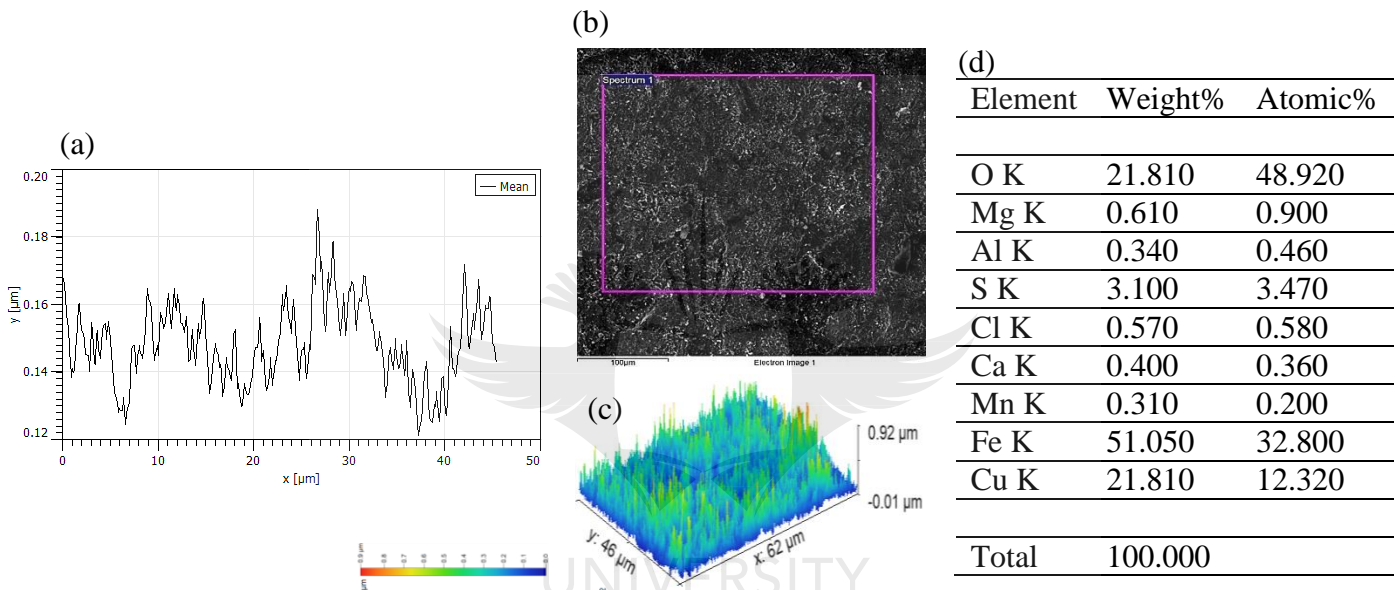 (a)
0.20
0.18
0.16
0.14
0.12
y [µm]
Mean
0 10 20 30 40 50
x [µm]
(b)
Spectrum 1
100µm
Electron Image 1
(c)
0.92 µm
-0.01 µm
y: 46 µm
x: 62 µm
UNIVERSITY
(d)
Element Weight% Atomic%
O K 21.810 48.920
Mg K 0.610 0.900
Al K 0.340 0.460
S K 3.100 3.470
Cl K 0.570 0.580
Ca K 0.400 0.360
Mn K 0.310 0.200
Fe K 51.050 32.800
Cu K 21.810 12.320
Total 100.000